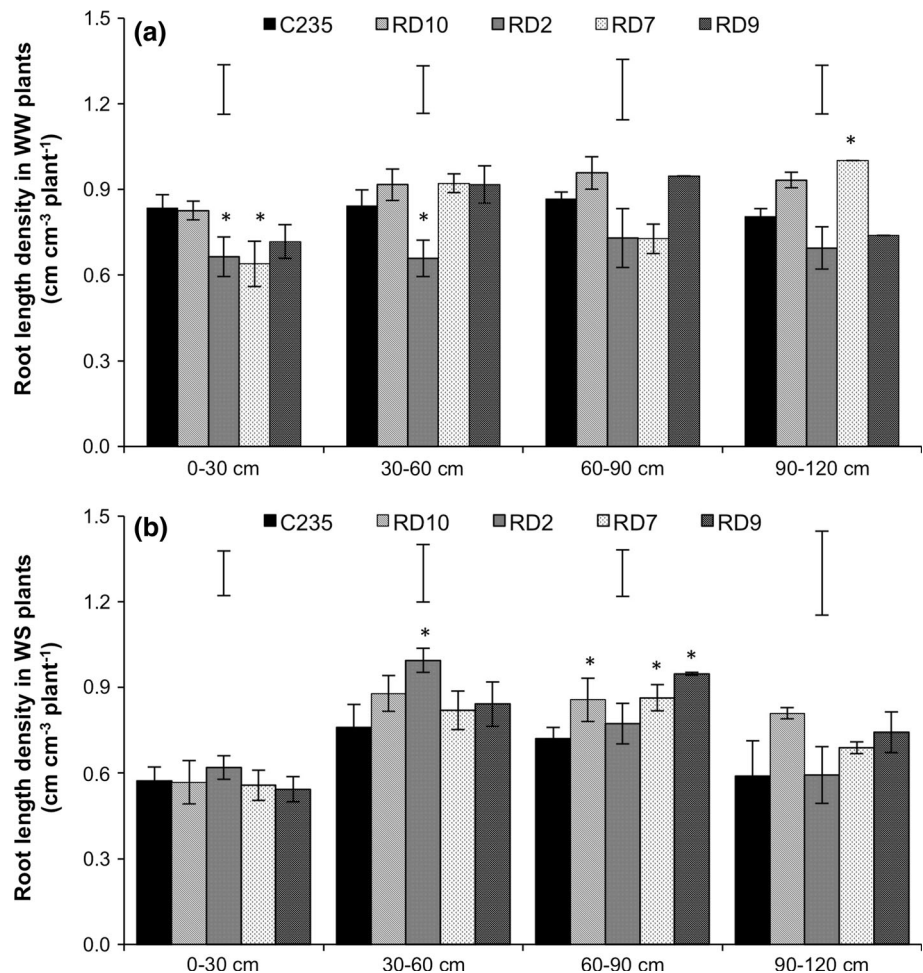 (a)
C235 RD10 RD2 RD7 RD9
Root length density in WW plants
(cm cm-3 plant-1)
1.5
1.2
0.9
0.6
0.3
0.0
* *
*
*
0-30 cm 30-60 cm 60-90 cm 90-120 cm
(b)
C235 RD10 RD2 RD7 RD9
Root length density in WS plants
(cm cm-3 plant-1)
1.5
1.2
0.9
0.6
0.3
0.0
*
* * *
0-30 cm 30-60 cm 60-90 cm 90-120 cm